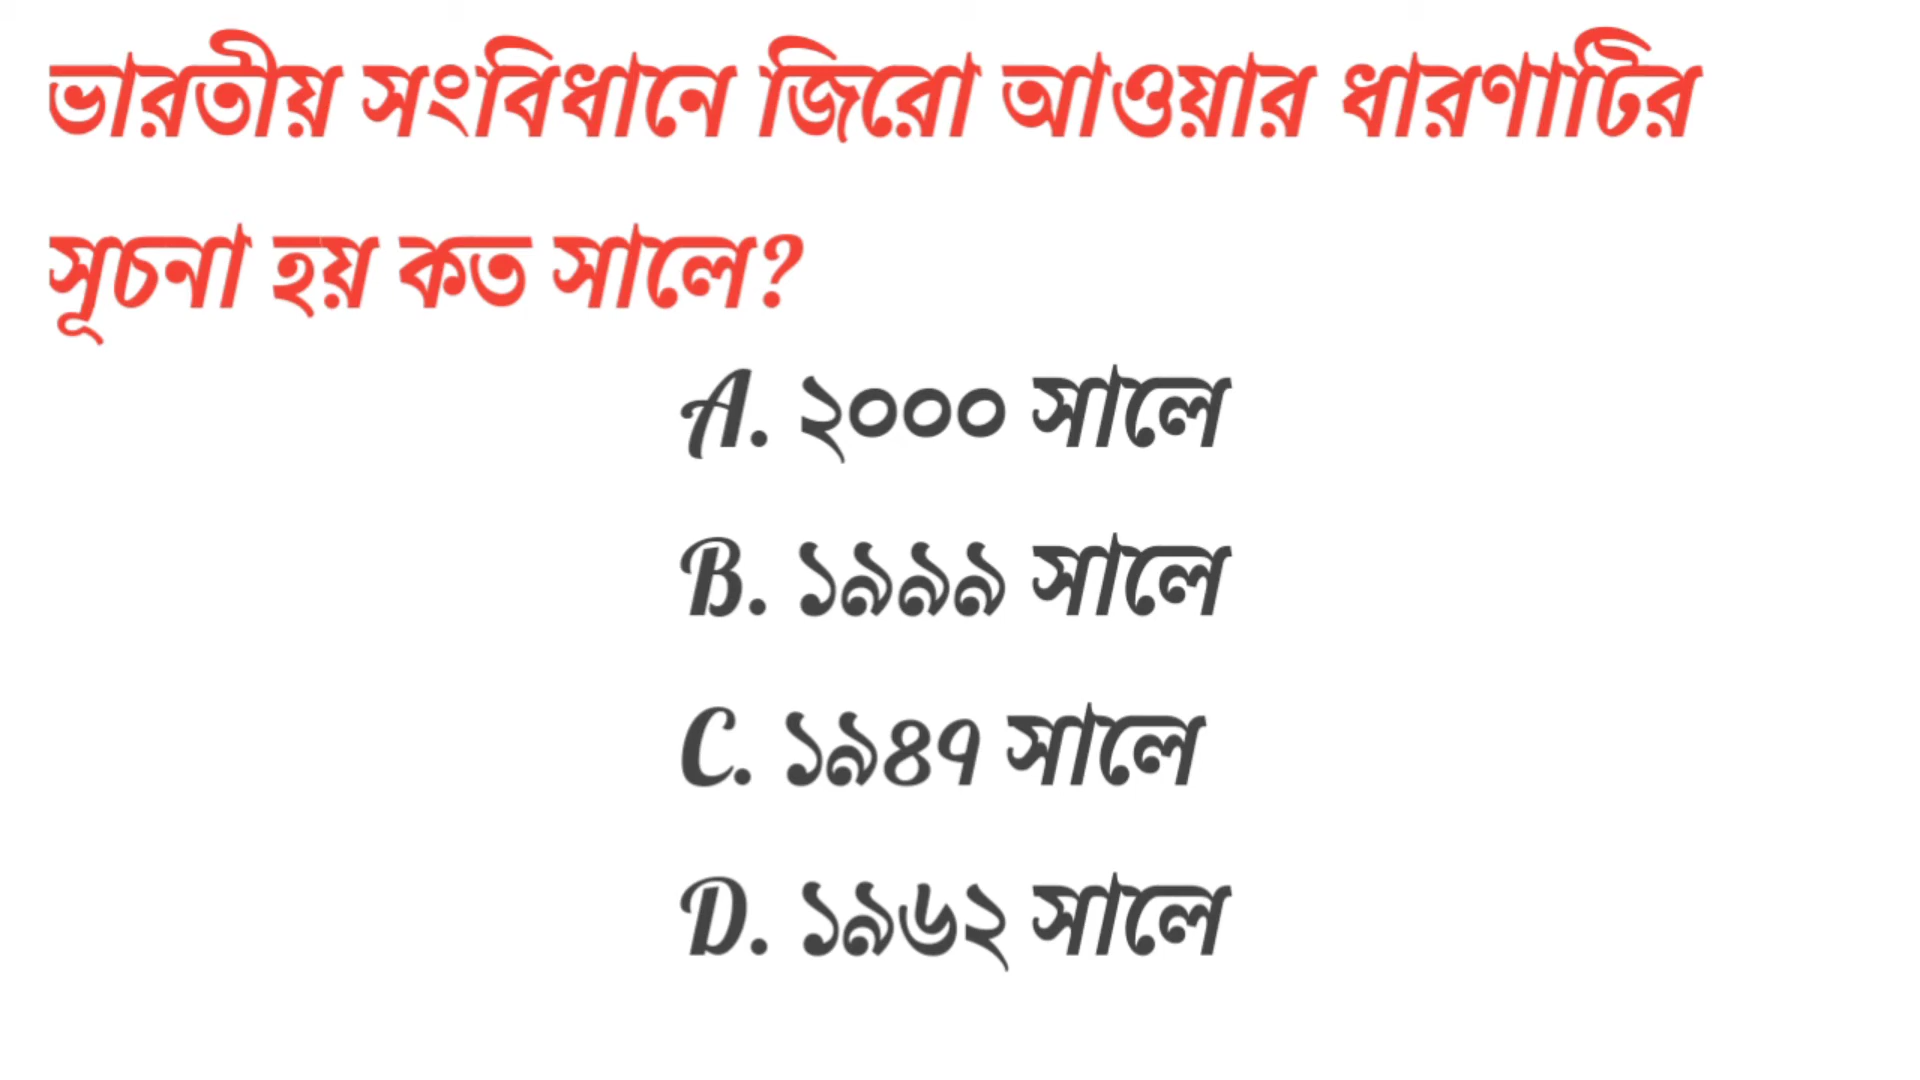 ভারতীয় সংবিধানে জিরো আওয়ার ধারণাটির
সূচনা হয় কত সালে?
A. ২০০০ সালে
B. ১৯৯৯ সালে
C. ১৯৪৭ সালে
D. ১৯৬২ সালে